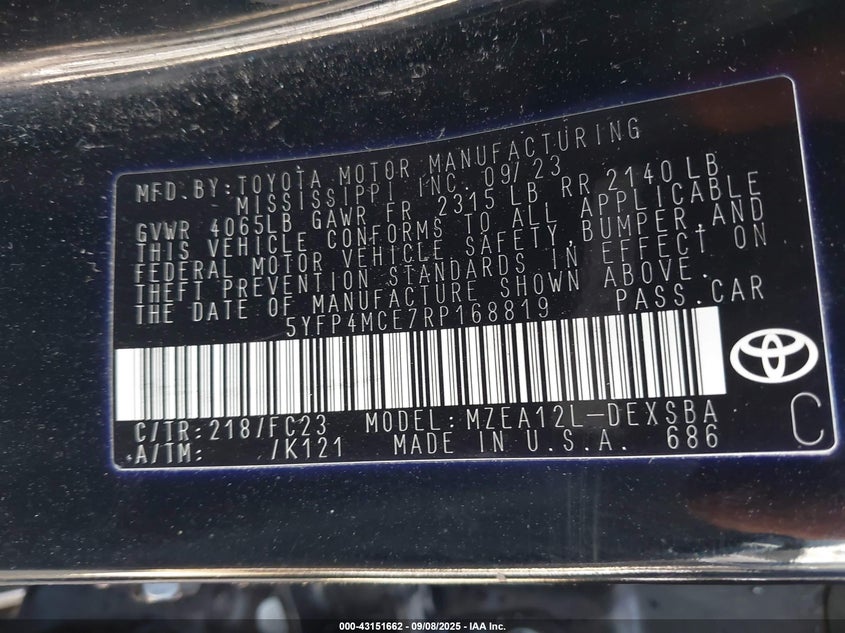 MFD.BY:TOYOTA MOTOR MANUFACTURING
MISSISSIPPI INC. 09/23
GVWR 4065LB GAWR FR 2315 LB RR 2140 LB
THIS VEHICLE CONFORMS TO ALL APPLICABLE
FEDERAL MOTOR VEHICLE SAFETY,BUMPER,AND
THEFT PREVENTION STANDARDS IN EFFECT ON
THE DATE OF MANUFACTURE SHOWN ABOVE.
5YFP4MCE7RP168819 PASS.CAR
C/TR:218/FC23 MODEL:MZEA12L-DEXSBA
A/TM: /K121 MADE IN U.S.A. 686
C
000-43151662 - 09/08/2025 - IAA Inc.